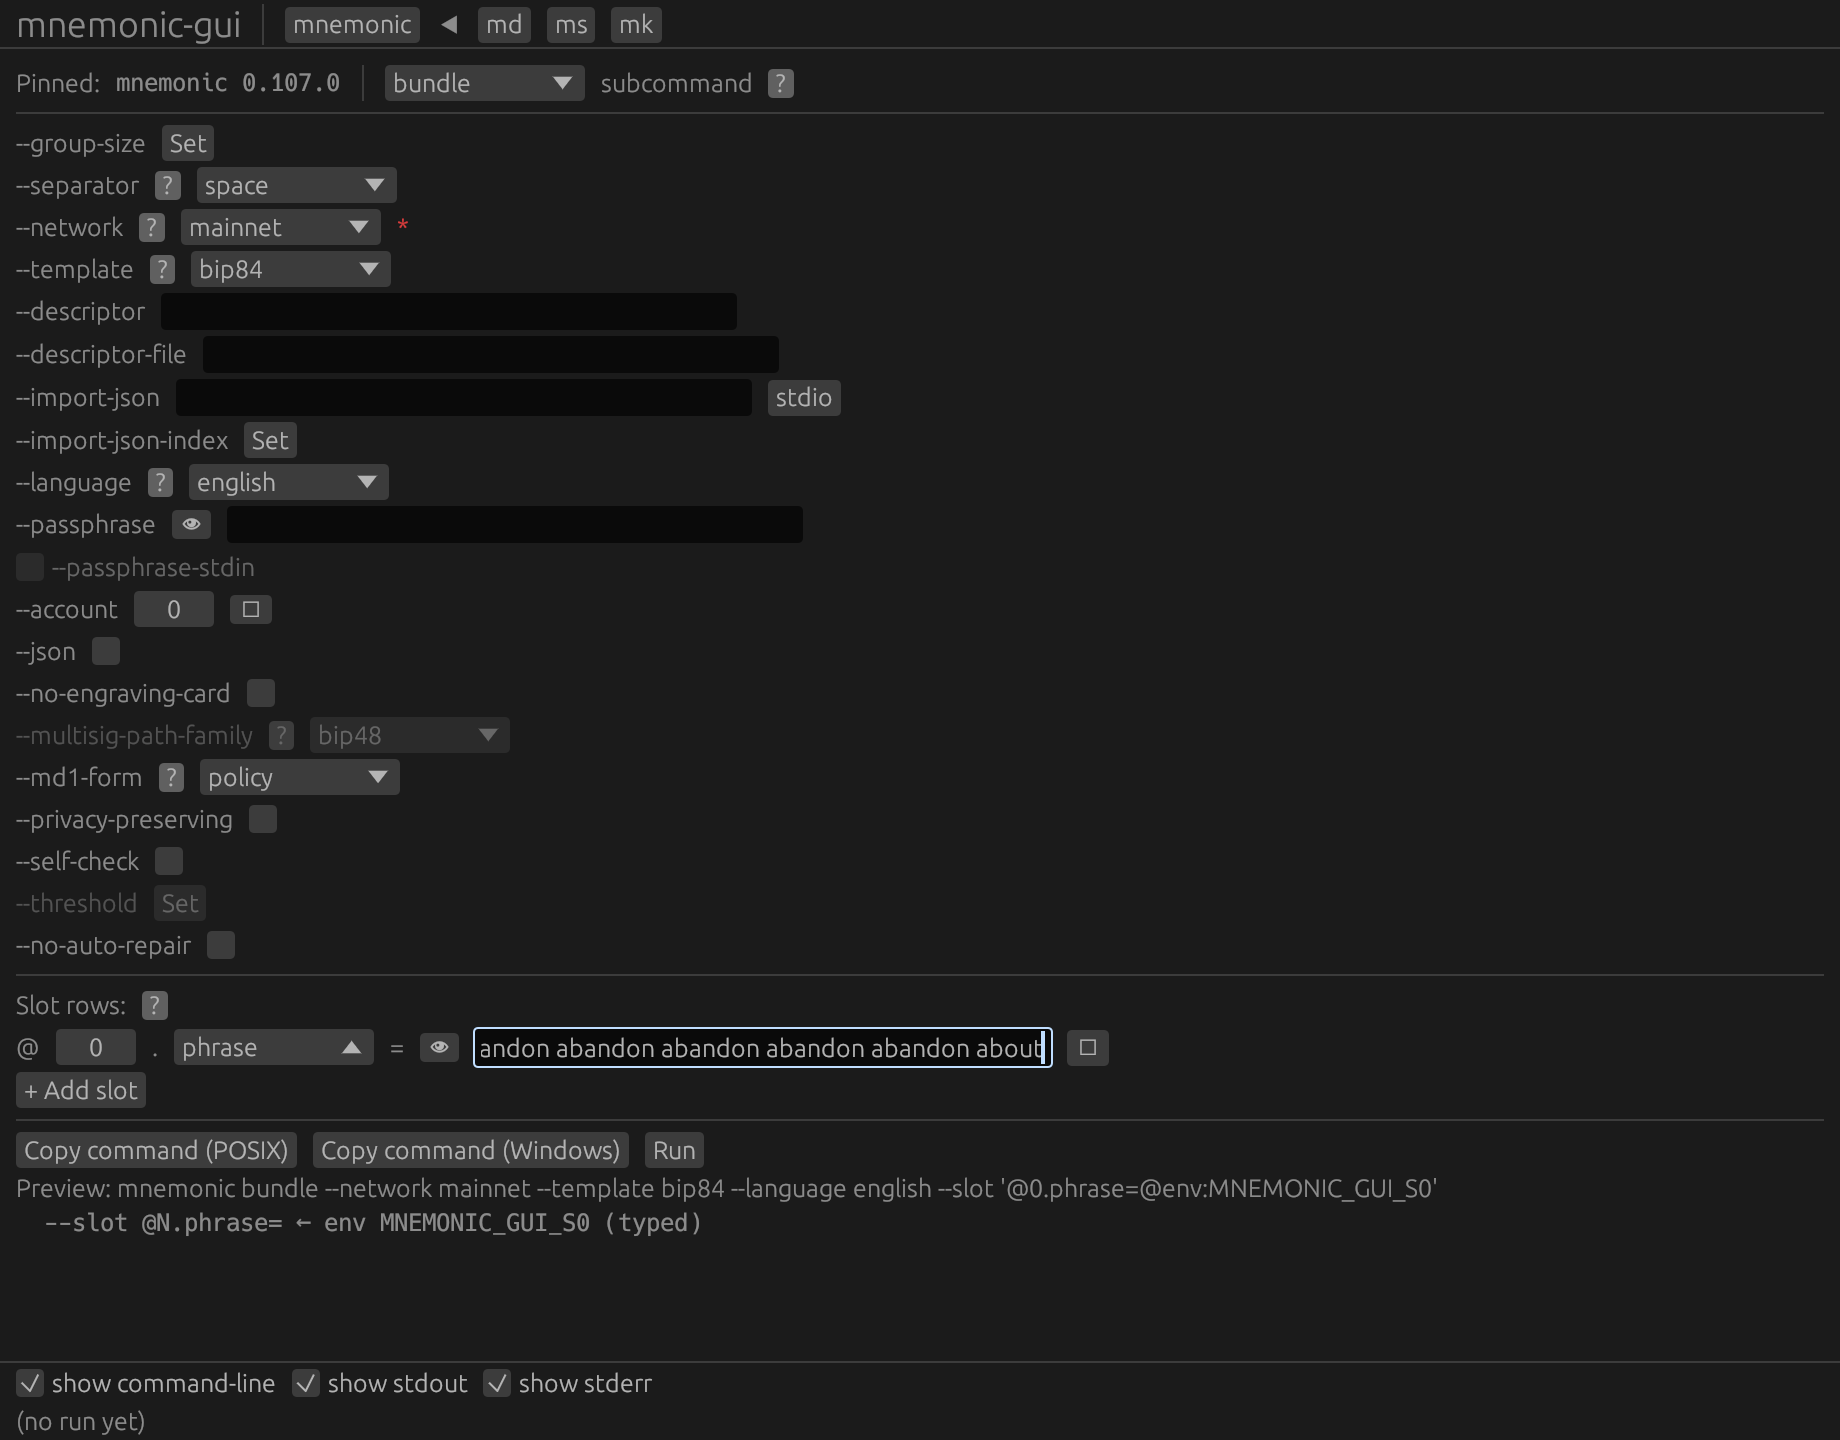 mnemonic-gui mnemonic ◀ md ms mk
Pinned: mnemonic 0.107.0 bundle ▼ subcommand ?
--group-size Set
--separator ? space ▼
--network ? mainnet ▼ *
--template ? bip84 ▼
--descriptor
--descriptor-file
--import-json stdio
--import-json-index Set
--language ? english ▼
--passphrase 👁
--passphrase-stdin
--account 0 □
--json
--no-engraving-card
--multisig-path-family ? bip48 ▼
--md1-form ? policy ▼
--privacy-preserving
--self-check
--threshold Set
--no-auto-repair
Slot rows: ?
@ 0 . phrase ▲ = 👁 andon abandon abandon abandon abandon about □
+ Add slot
Copy command (POSIX) Copy command (Windows) Run
Preview: mnemonic bundle --network mainnet --template bip84 --language english --slot '@0.phrase=@env:MNEMONIC_GUI_S0'
--slot @N.phrase= ← env MNEMONIC_GUI_S0 (typed)
show command-line show stdout show stderr
(no run yet)